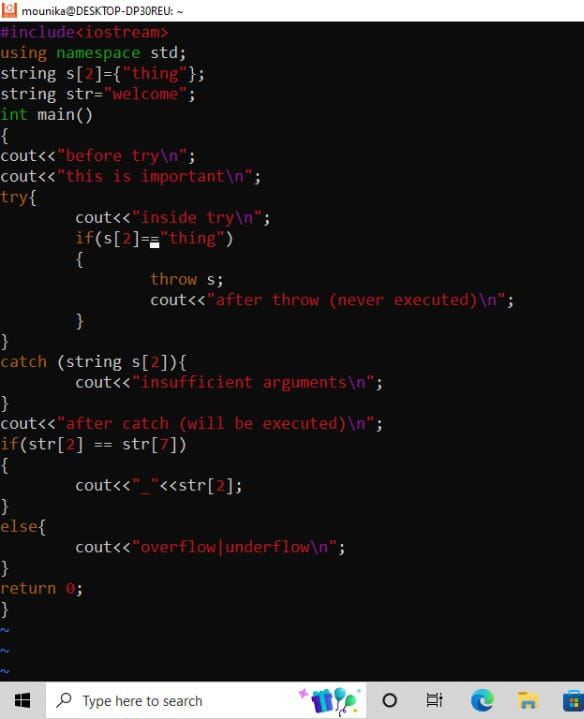 mounika@DESKTOP-DP30REU: ~
#include<iostream>
using namespace std;
string s[2]={"thing"};
string str="welcome";
int main()
{
cout<<"before try\n";
cout<<"this is important\n";
try{
        cout<<"inside try\n";
        if(s[2]=="thing")
        {
                throw s;
                cout<<"after throw (never executed)\n";
        }
}
catch (string s[2]){
        cout<<"insufficient arguments\n";
}
cout<<"after catch (will be executed)\n";
if(str[2] == str[7])
{
        cout<<"_"<<str[2];
}
else{
        cout<<"overflow|underflow\n";
}
return 0;
}
~
~
~
Type here to search